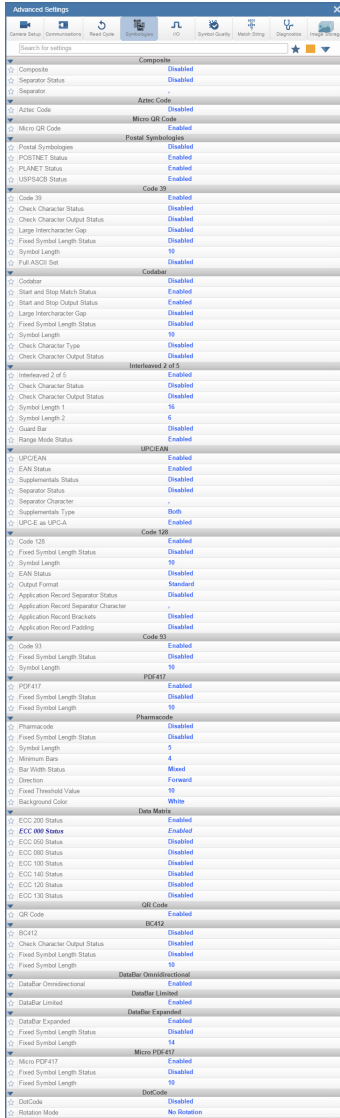 Advanced Settings
Camera Setup Communications Read Cycle Symbologies I/O Symbol Quality Match String Diagnostics Image Storage
Search for settings
Composite
Composite Disabled
Separator Status Disabled
Separator ,
Aztec Code
Aztec Code Disabled
Micro QR Code
Micro QR Code Enabled
Postal Symbologies
Postal Symbologies Disabled
POSTNET Status Enabled
PLANET Status Enabled
USPS4CB Status Enabled
Code 39
Code 39 Enabled
Check Character Status Disabled
Check Character Output Status Disabled
Large Intercharacter Gap Disabled
Fixed Symbol Length Status Disabled
Symbol Length 10
Full ASCII Set Disabled
Codabar
Codabar Disabled
Start and Stop Match Status Enabled
Start and Stop Output Status Enabled
Large Intercharacter Gap Disabled
Fixed Symbol Length Status Disabled
Symbol Length 10
Check Character Type Disabled
Check Character Output Status Disabled
Interleaved 2 of 5
Interleaved 2 of 5 Enabled
Check Character Status Disabled
Check Character Output Status Disabled
Symbol Length 1 16
Symbol Length 2 6
Guard Bar Disabled
Range Mode Status Enabled
UPC/EAN
UPC/EAN Enabled
EAN Status Enabled
Supplementals Status Disabled
Separator Status Disabled
Separator Character ,
Supplementals Type Both
UPC-E as UPC-A Enabled
Code 128
Code 128 Enabled
Fixed Symbol Length Status Disabled
Symbol Length 10
EAN Status Disabled
Output Format Standard
Application Record Separator Status Disabled
Application Record Separator Character ,
Application Record Brackets Disabled
Application Record Padding Disabled
Code 93
Code 93 Enabled
Fixed Symbol Length Status Disabled
Symbol Length 10
PDF417
PDF417 Enabled
Fixed Symbol Length Status Disabled
Fixed Symbol Length 10
Pharmacode
Pharmacode Disabled
Fixed Symbol Length Status Disabled
Symbol Length 5
Minimum Bars 4
Bar Width Status Mixed
Direction Forward
Fixed Threshold Value 10
Background Color White
Data Matrix
ECC 200 Status Enabled
ECC 000 Status Enabled
ECC 050 Status Disabled
ECC 080 Status Disabled
ECC 100 Status Disabled
ECC 140 Status Disabled
ECC 120 Status Disabled
ECC 130 Status Disabled
QR Code
QR Code Enabled
BC412
BC412 Disabled
Check Character Output Status Disabled
Fixed Symbol Length Status Disabled
Fixed Symbol Length 10
DataBar Omnidirectional
DataBar Omnidirectional Enabled
DataBar Limited
DataBar Limited Enabled
DataBar Expanded
DataBar Expanded Enabled
Fixed Symbol Length Status Disabled
Fixed Symbol Length 14
Micro PDF417
Micro PDF417 Enabled
Fixed Symbol Length Status Disabled
Fixed Symbol Length 10
DotCode
DotCode Disabled
Rotation Mode No Rotation